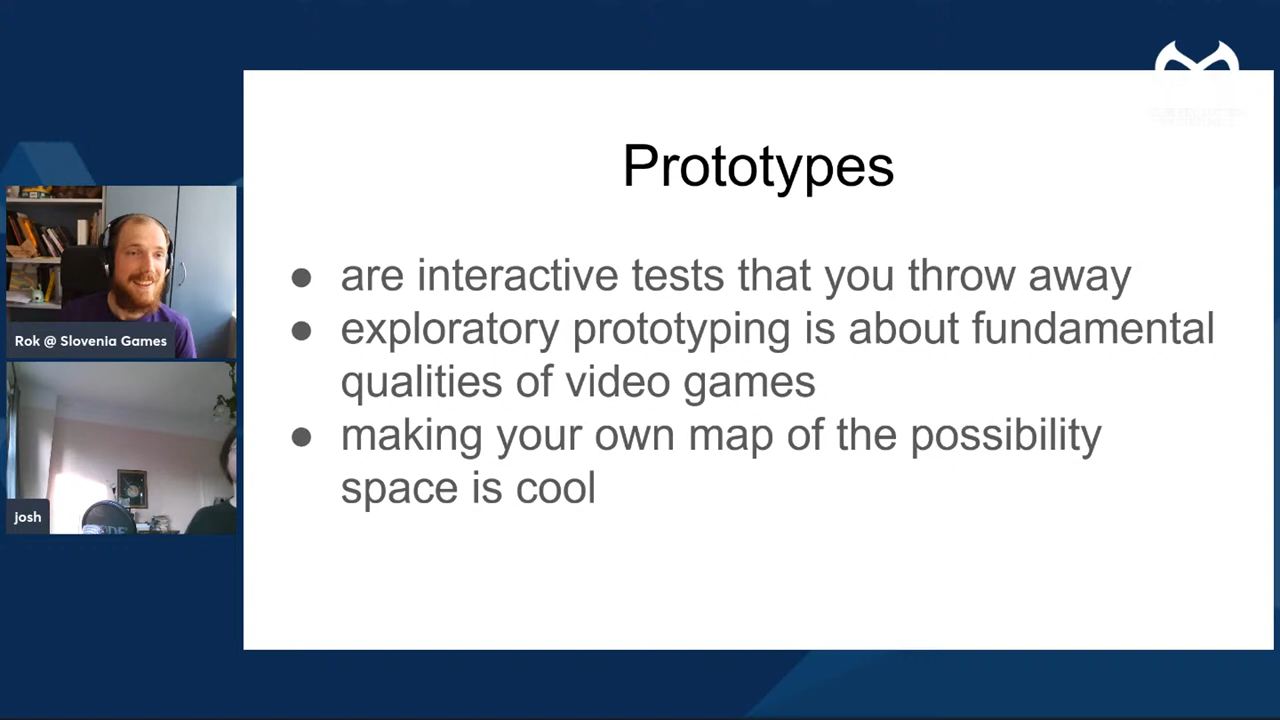 Prototypes
● are interactive tests that you throw away
● exploratory prototyping is about fundamental
qualities of video games
● making your own map of the possibility
space is cool
Rok @ Slovenia Games
josh